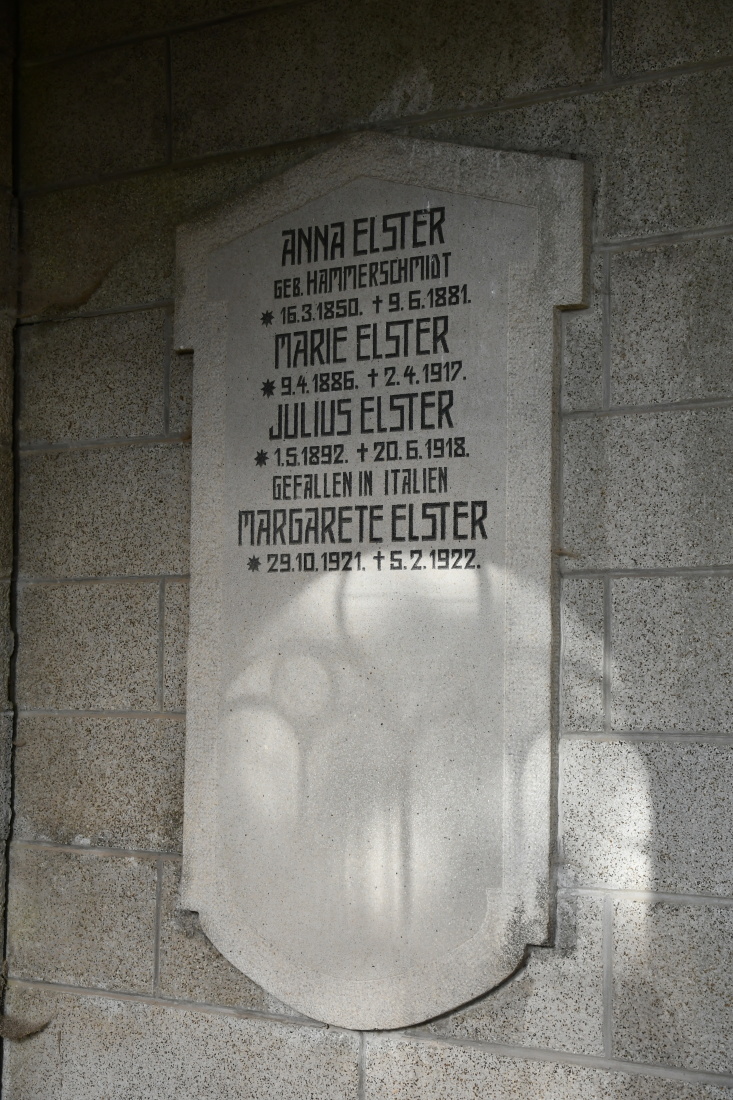 ANNA ELSTER
GEB. HAMMERSCHMIDT
* 16.3.1850. † 9.6.1881.
MARIE ELSTER
* 9.4.1886. † 2.4.1917.
JULIUS ELSTER
* 1.5.1892. † 20.6.1918.
GEFALLEN IN ITALIEN
MARGARETE ELSTER
* 29.10.1921. † 5.2.1922.